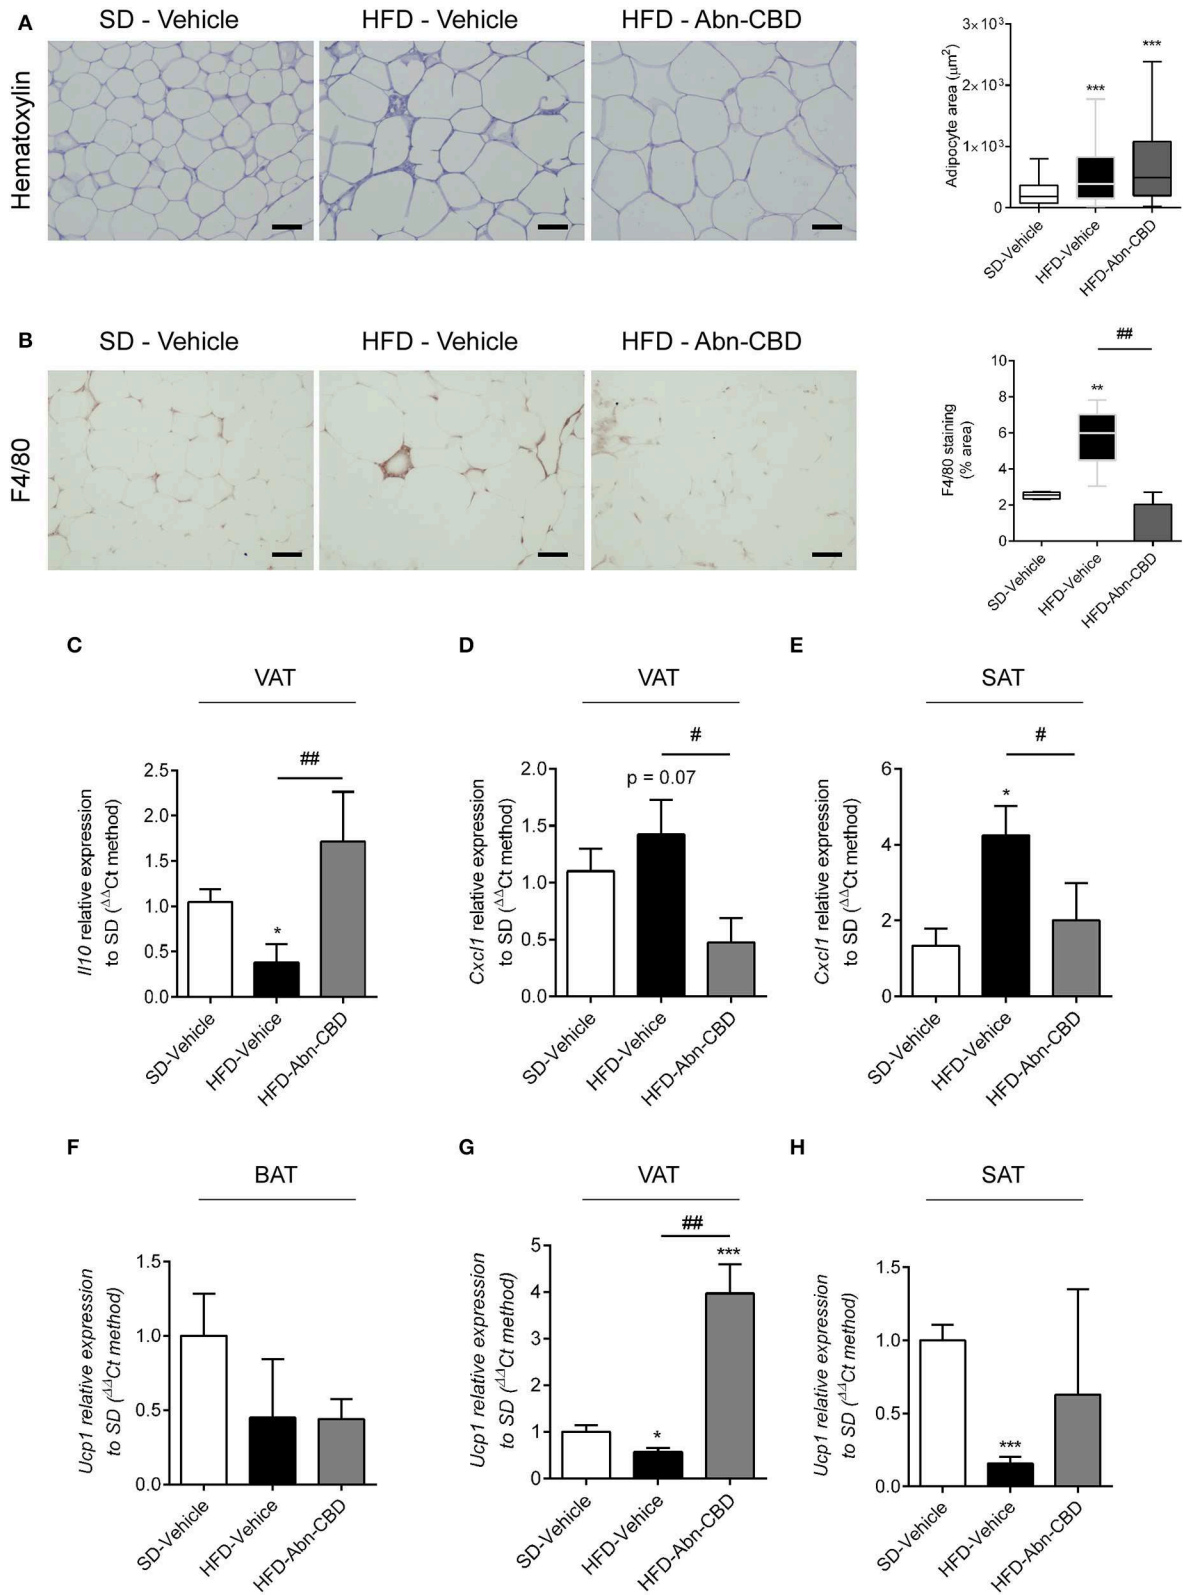 A
SD - Vehicle
HFD - Vehicle
HFD - Abn-CBD
Hematoxylin
Adipocyte area (μm²)
3×10³
2×10³
1×10³
0
***
***
SD-Vehicle
HFD-Vehice
HFD-Abn-CBD
B
SD - Vehicle
HFD - Vehicle
HFD - Abn-CBD
F4/80
F4/80 staining
(% area)
10
8
6
4
2
0
**
##
SD-Vehicle
HFD-Vehice
HFD-Abn-CBD
C
VAT
##
Il10 relative expression
to SD (ΔΔCt method)
2.5
2.0
1.5
1.0
0.5
0.0
*
SD-Vehicle
HFD-Vehice
HFD-Abn-CBD
D
VAT
#
p = 0.07
Cxcl1 relative expression
to SD (ΔΔCt method)
2.0
1.5
1.0
0.5
0.0
SD-Vehicle
HFD-Vehice
HFD-Abn-CBD
E
SAT
#
*
Cxcl1 relative expression
to SD (ΔΔCt method)
6
4
2
0
SD-Vehicle
HFD-Vehice
HFD-Abn-CBD
F
BAT
Ucp1 relative expression
to SD (ΔΔCt method)
1.5
1.0
0.5
0.0
SD-Vehicle
HFD-Vehice
HFD-Abn-CBD
G
VAT
##
***
Ucp1 relative expression
to SD (ΔΔCt method)
5
4
3
2
1
0
*
SD-Vehicle
HFD-Vehice
HFD-Abn-CBD
H
SAT
Ucp1 relative expression
to SD (ΔΔCt method)
1.5
1.0
0.5
0.0
***
SD-Vehicle
HFD-Vehice
HFD-Abn-CBD